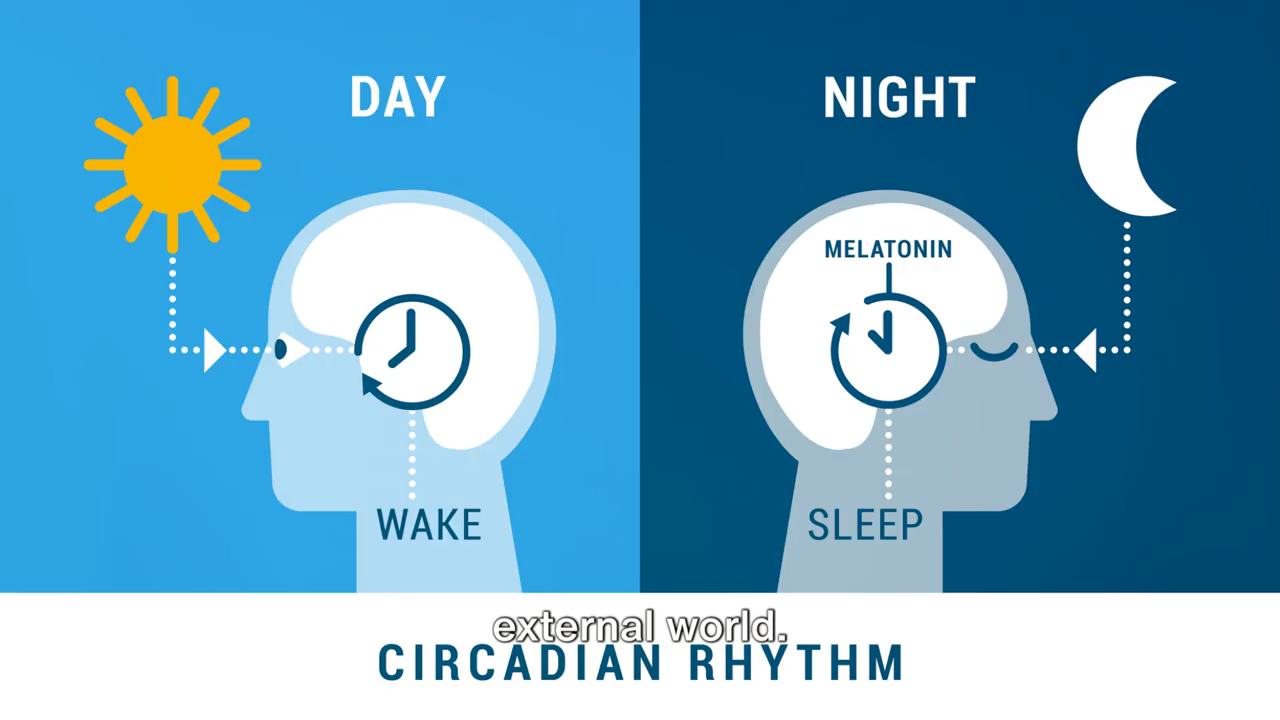 DAY
NIGHT
MELATONIN
WAKE
SLEEP
external world.
CIRCADIAN RHYTHM